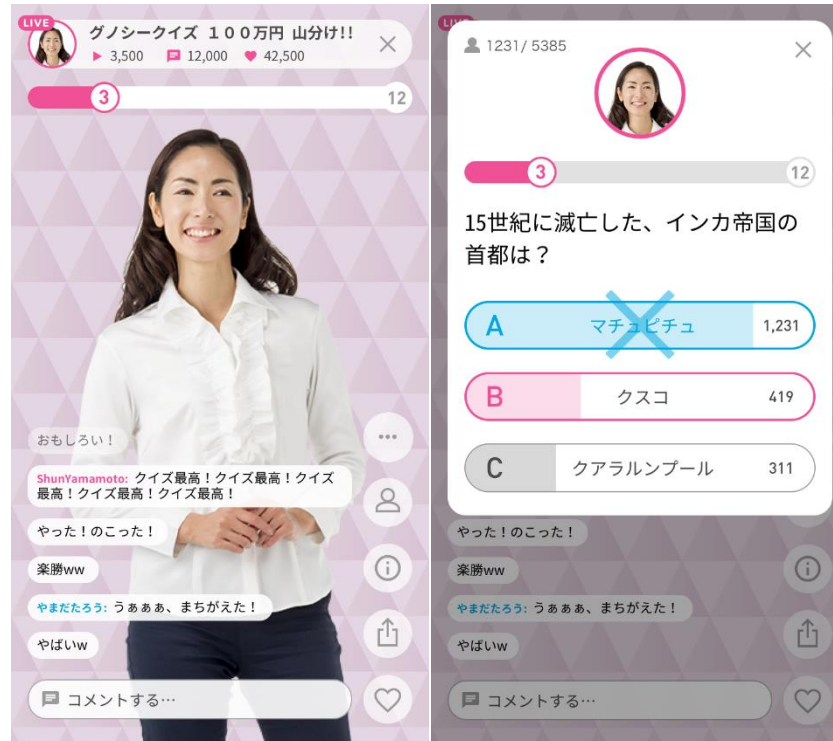 LIVE
グノシークイズ １００万円 山分け!!
3,500 12,000 42,500
3 12
おもしろい！
ShunYamamoto: クイズ最高！クイズ最高！クイズ
最高！クイズ最高！クイズ最高！
やった！のこった！
楽勝ww
やまだたろう: うぁぁぁ、まちがえた！
やばいw
コメントする…
LIVE
1231/ 5385
3 12
15世紀に滅亡した、インカ帝国の
首都は？
A マチュピチュ 1,231
B クスコ 419
C クアラルンプール 311
やった！のこった！
楽勝ww
やまだたろう: うぁぁぁ、まちがえた！
やばいw
コメントする…